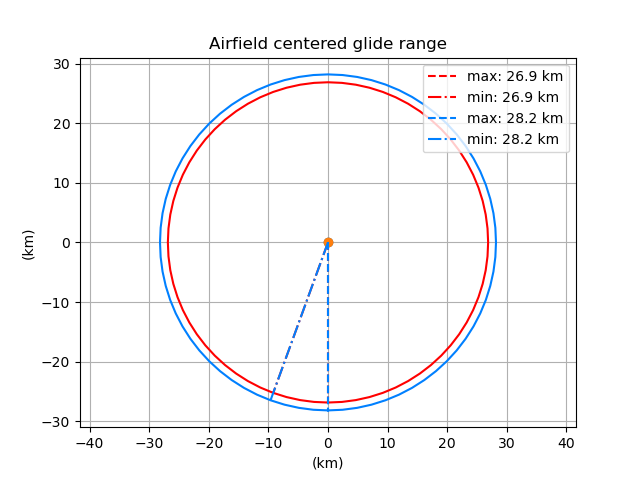 Airfield centered glide range
max: 26.9 km
min: 26.9 km
max: 28.2 km
min: 28.2 km
30
20
10
0
−10
−20
−30
(km)
−40 −30 −20 −10 0 10 20 30 40
(km)